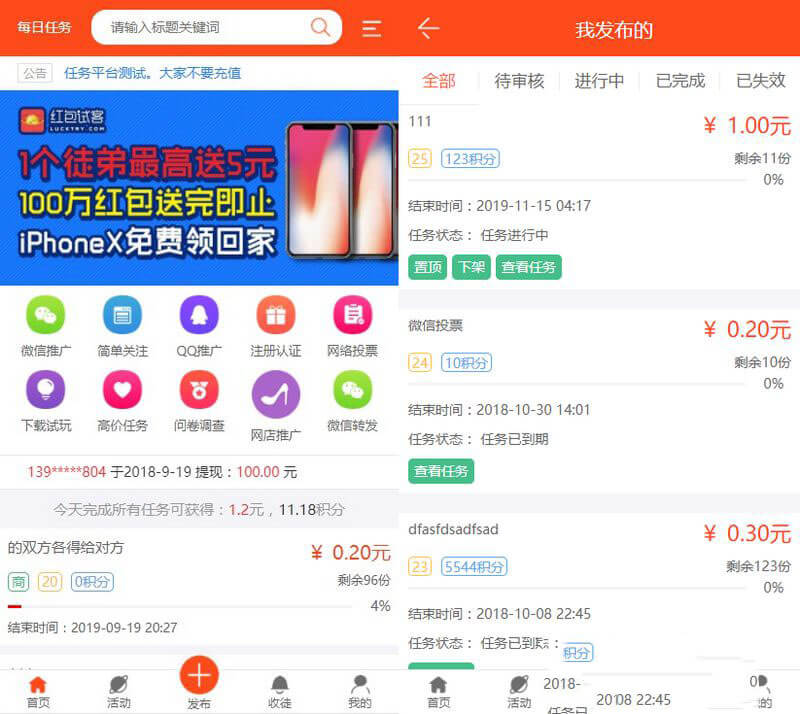 每日任务
请输入标题关键词
公告
任务平台测试。大家不要充值
红包试客
LUCKTRY.COM
1个徒弟最高送5元
100万红包送完即止
iPhoneX免费领回家
微信推广 简单关注 QQ推广 注册认证 网络投票
下载试玩 高价任务 问卷调查 网店推广 微信转发
139*****804 于2018-9-19 提现：100.00 元
今天完成所有任务可获得：1.2元，11.18积分
的双方各得给对方
¥ 0.20元
商 20 0积分
剩余96份
4%
结束时间：2019-09-19 20:27
首页 活动 发布 收徒 我的
我发布的
全部 待审核 进行中 已完成 已失效
111
¥ 1.00元
25 123积分
剩余11份
0%
结束时间：2019-11-15 04:17
任务状态： 任务进行中
置顶 下架 查看任务
微信投票
¥ 0.20元
24 10积分
剩余10份
0%
结束时间：2018-10-30 14:01
任务状态： 任务已到期
查看任务
dfasfdsadfsad
¥ 0.30元
23 5544积分
剩余123份
0%
结束时间：2018-10-08 22:45
任务状态： 任务已到
积分
首页 活动
2018-
08 22:45